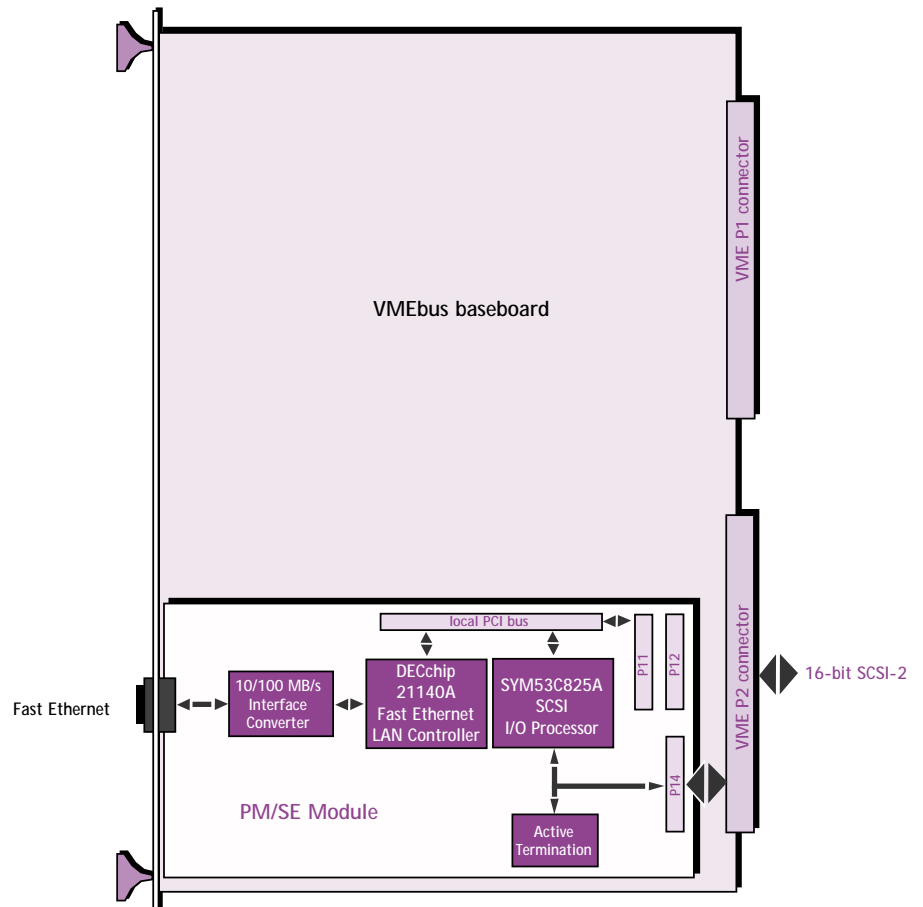 VME P1 connector
VMEbus baseboard
local PCI bus
P11
P12
DECchip
21140A
Fast Ethernet
LAN Controller
SYM53C825A
SCSI
I/O Processor
10/100 MB/s
Interface
Converter
Fast Ethernet
VME P2 connector
16-bit SCSI-2
P14
PM/SE Module
Active
Termination